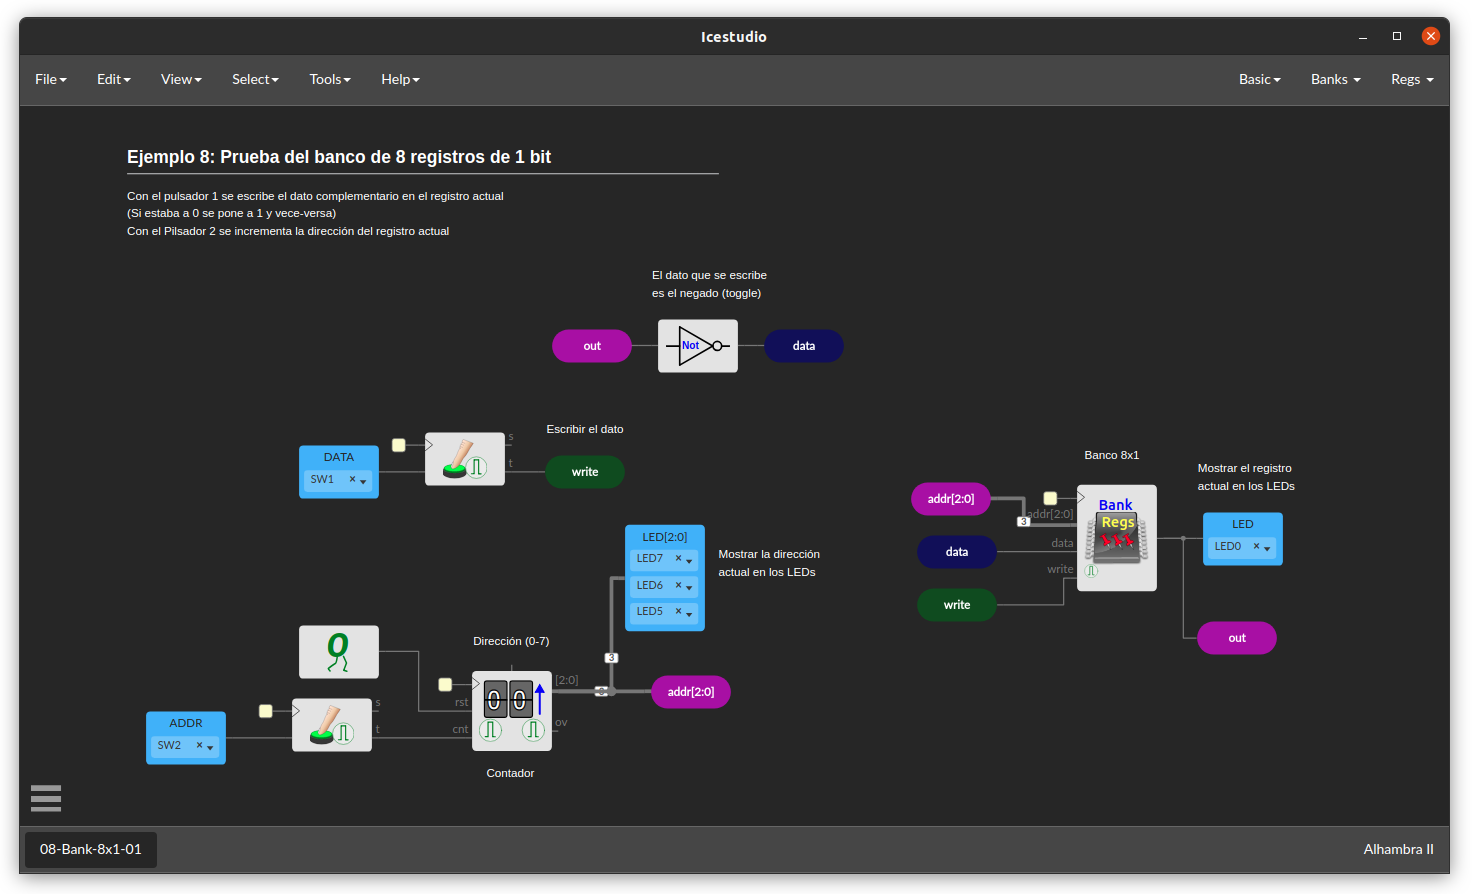 Icestudio
File Edit View Select Tools Help Basic Banks Regs
Ejemplo 8: Prueba del banco de 8 registros de 1 bit
Con el pulsador 1 se escribe el dato complementario en el registro actual
(Si estaba a 0 se pone a 1 y vece-versa)
Con el Pilsador 2 se incrementa la dirección del registro actual
El dato que se escribe
es el negado (toggle)
out
Not
data
Escribir el dato
DATA
SW1 ×
s
t
write
Banco 8x1
Mostrar el registro
actual en los LEDs
addr[2:0]
3
addr[2:0]
data
data
write
write
Bank
Regs
LED
LED0 ×
out
LED[2:0]
LED7 ×
LED6 ×
LED5 ×
Mostrar la dirección
actual en los LEDs
3
0
Dirección (0-7)
rst
cnt
0 0
[2:0]
ov
addr[2:0]
ADDR
SW2 ×
s
t
Contador
08-Bank-8x1-01
Alhambra II